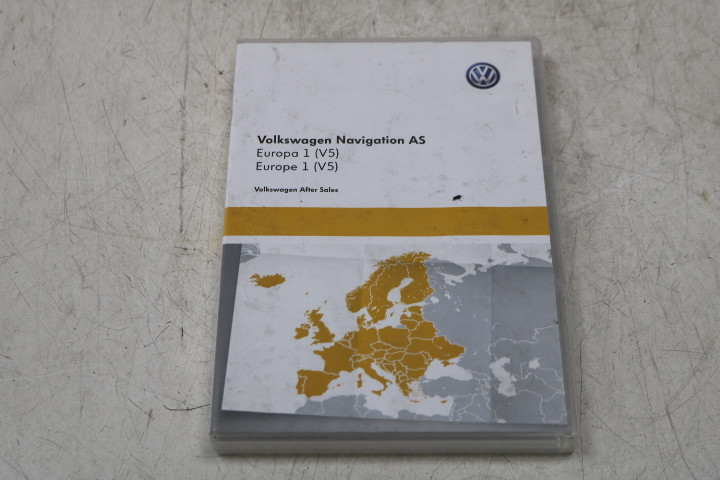 Volkswagen Navigation AS
Europa 1 (V5)
Europe 1 (V5)
Volkswagen After Sales